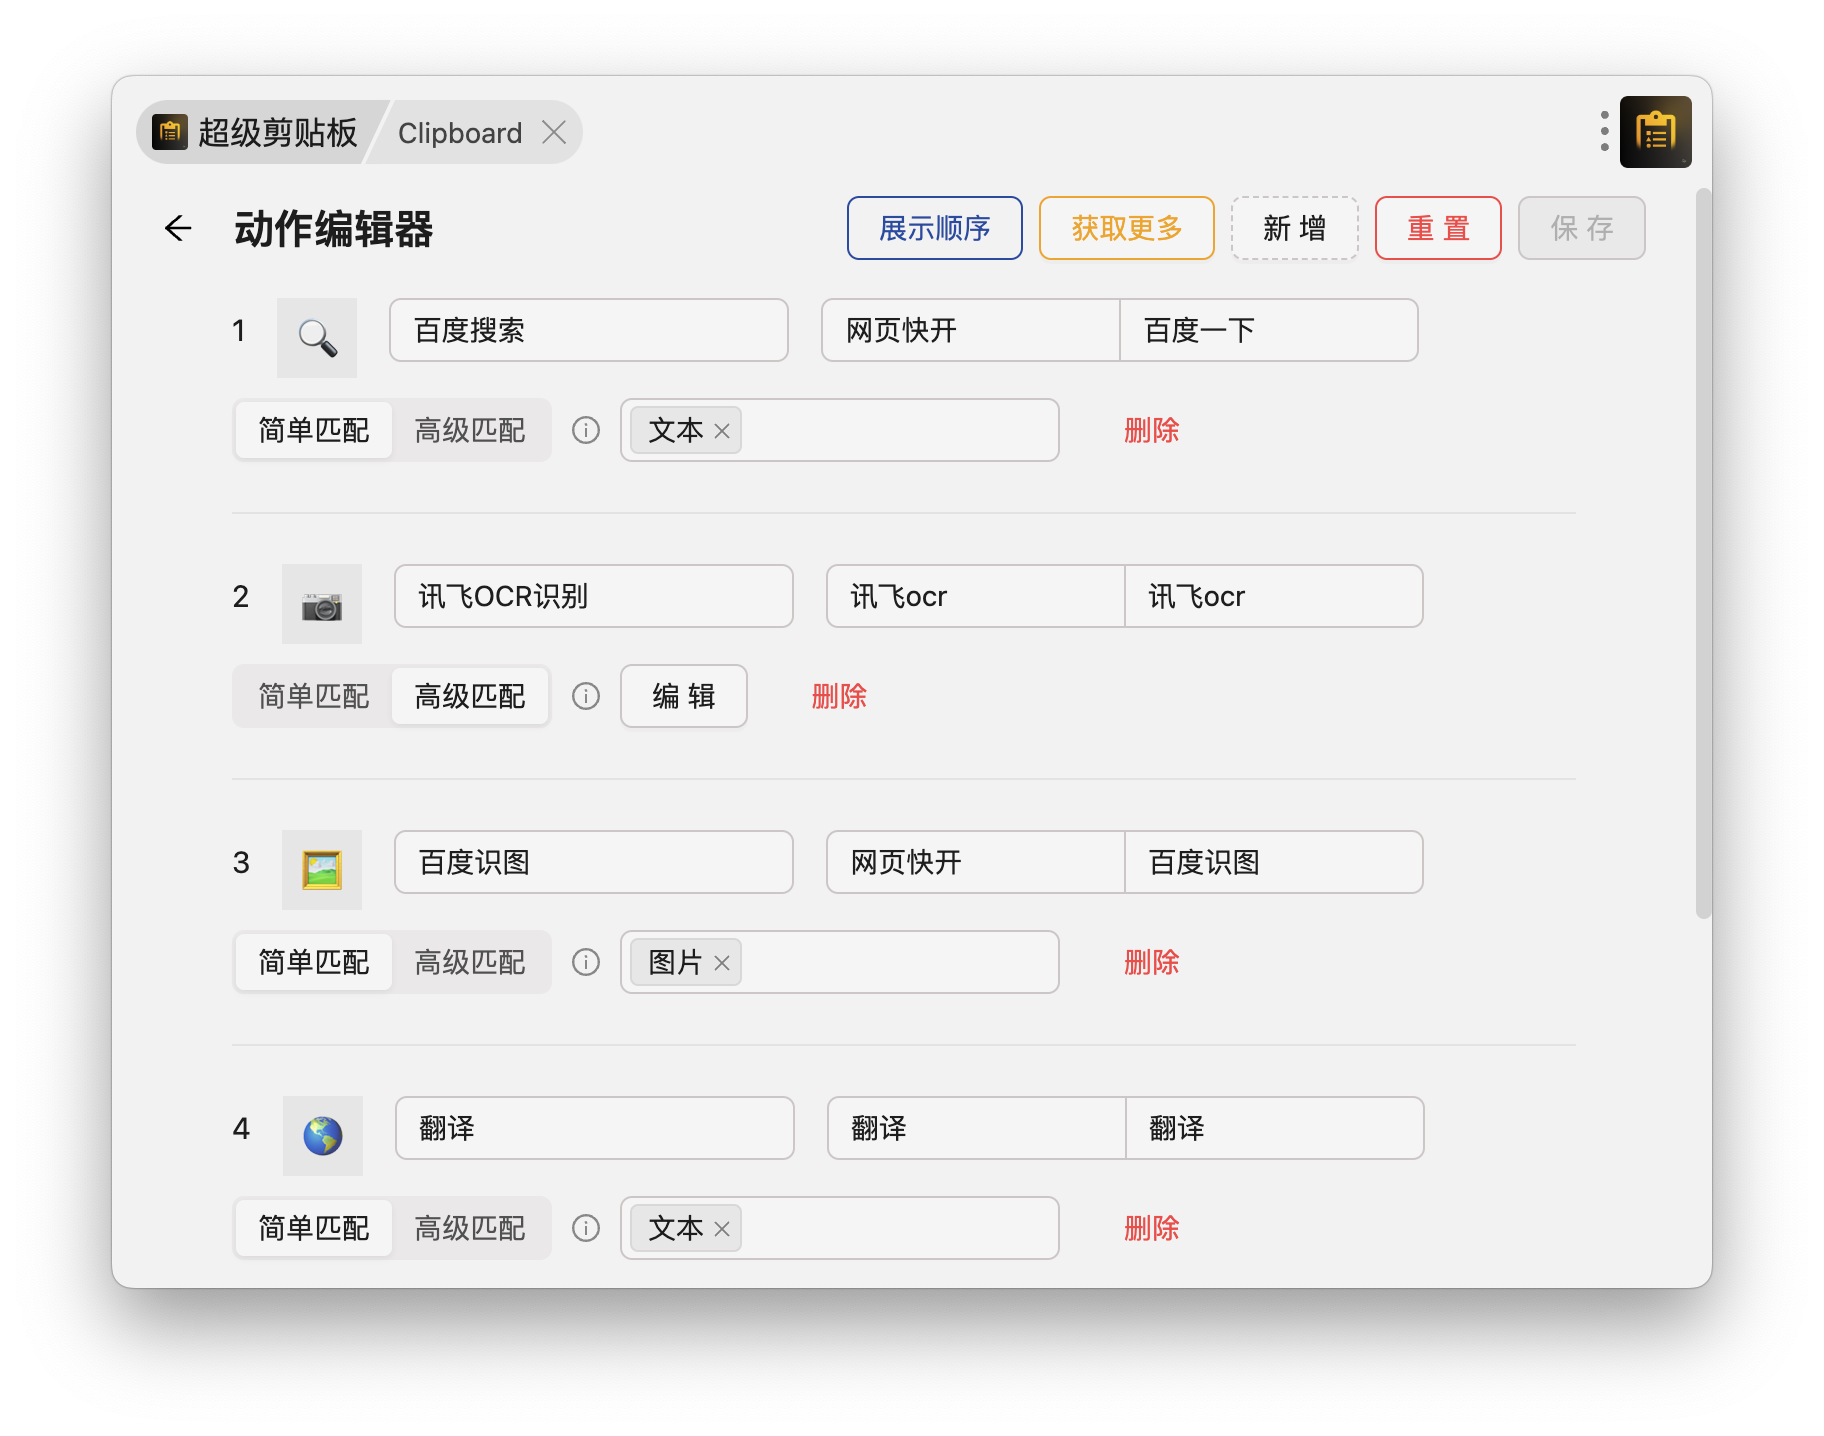 超级剪贴板 Clipboard
动作编辑器 展示顺序 获取更多 新增 重置 保存
1 百度搜索 网页快开 百度一下
简单匹配 高级匹配 文本 删除
2 讯飞OCR识别 讯飞ocr 讯飞ocr
简单匹配 高级匹配 编辑 删除
3 百度识图 网页快开 百度识图
简单匹配 高级匹配 图片 删除
4 翻译 翻译 翻译
简单匹配 高级匹配 文本 删除